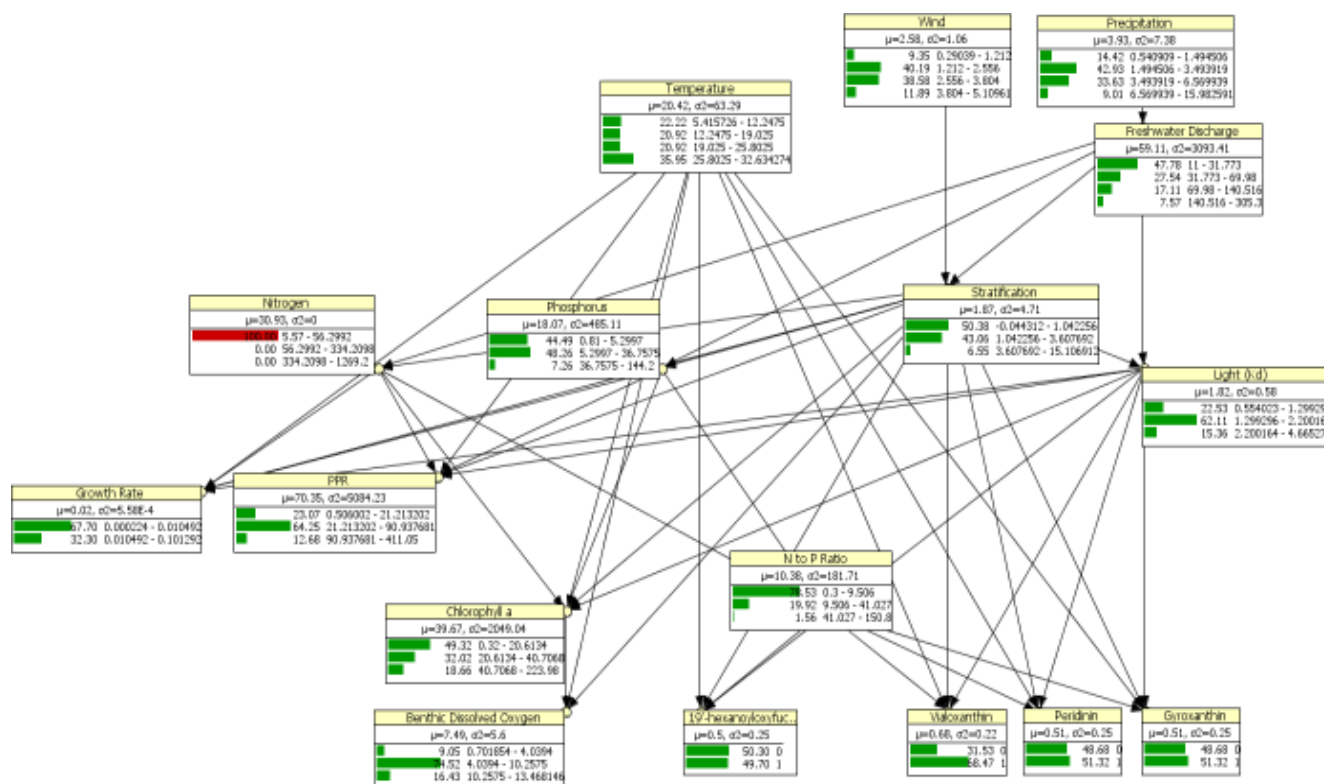 Wind
μ=2.58, σ2=1.06
9.35 0.29039 - 1.212
40.19 1.212 - 2.556
38.58 2.556 - 3.804
11.89 3.804 - 5.10961
Precipitation
μ=3.93, σ2=7.38
14.42 0.540909 - 1.494506
42.93 1.494506 - 3.493919
33.63 3.493919 - 6.569939
9.01 6.569939 - 15.982591
Temperature
μ=20.42, σ2=63.29
22.22 5.415726 - 12.2475
20.92 12.2475 - 19.025
20.92 19.025 - 25.8025
35.95 25.8025 - 32.634274
Freshwater Discharge
μ=59.11, σ2=3093.41
47.78 11 - 31.773
27.54 31.773 - 69.98
17.11 69.98 - 140.516
7.57 140.516 - 305.3
Nitrogen
μ=30.93, σ2=0
100.00 5.57 - 56.2992
0.00 56.2992 - 334.2098
0.00 334.2098 - 1269.2
Phosphorus
μ=18.07, σ2=485.11
44.49 0.81 - 5.2997
48.26 5.2997 - 36.7575
7.26 36.7575 - 144.2
Stratification
μ=1.87, σ2=4.71
50.38 -0.044312 - 1.042256
43.06 1.042256 - 3.607692
6.55 3.607692 - 15.106912
Light (kd)
μ=1.82, σ2=0.58
22.53 0.554023 - 1.29929
62.11 1.299296 - 2.20016
15.36 2.200164 - 4.66527
Growth Rate
μ=0.02, σ2=5.58E-4
67.70 0.000224 - 0.010492
32.30 0.010492 - 0.101292
PPR
μ=70.35, σ2=5084.23
23.07 0.506002 - 21.213202
64.25 21.213202 - 90.937681
12.68 90.937681 - 411.05
N to P Ratio
μ=10.38, σ2=181.71
78.53 0.3 - 9.506
19.92 9.506 - 41.027
1.56 41.027 - 150.8
Chlorophyll a
μ=39.67, σ2=2049.04
49.32 0.32 - 20.6134
32.02 20.6134 - 40.7068
18.66 40.7068 - 223.98
Benthic Dissolved Oxygen
μ=7.49, σ2=5.6
9.05 0.701854 - 4.0394
74.52 4.0394 - 10.2575
16.43 10.2575 - 13.468146
19'-hexanoyloxyfuc...
μ=0.5, σ2=0.25
50.30 0
49.70 1
Violoxanthin
μ=0.68, σ2=0.22
31.53 0
68.47 1
Peridinin
μ=0.51, σ2=0.25
48.68 0
51.32 1
Gyroxanthin
μ=0.51, σ2=0.25
48.68 0
51.32 1